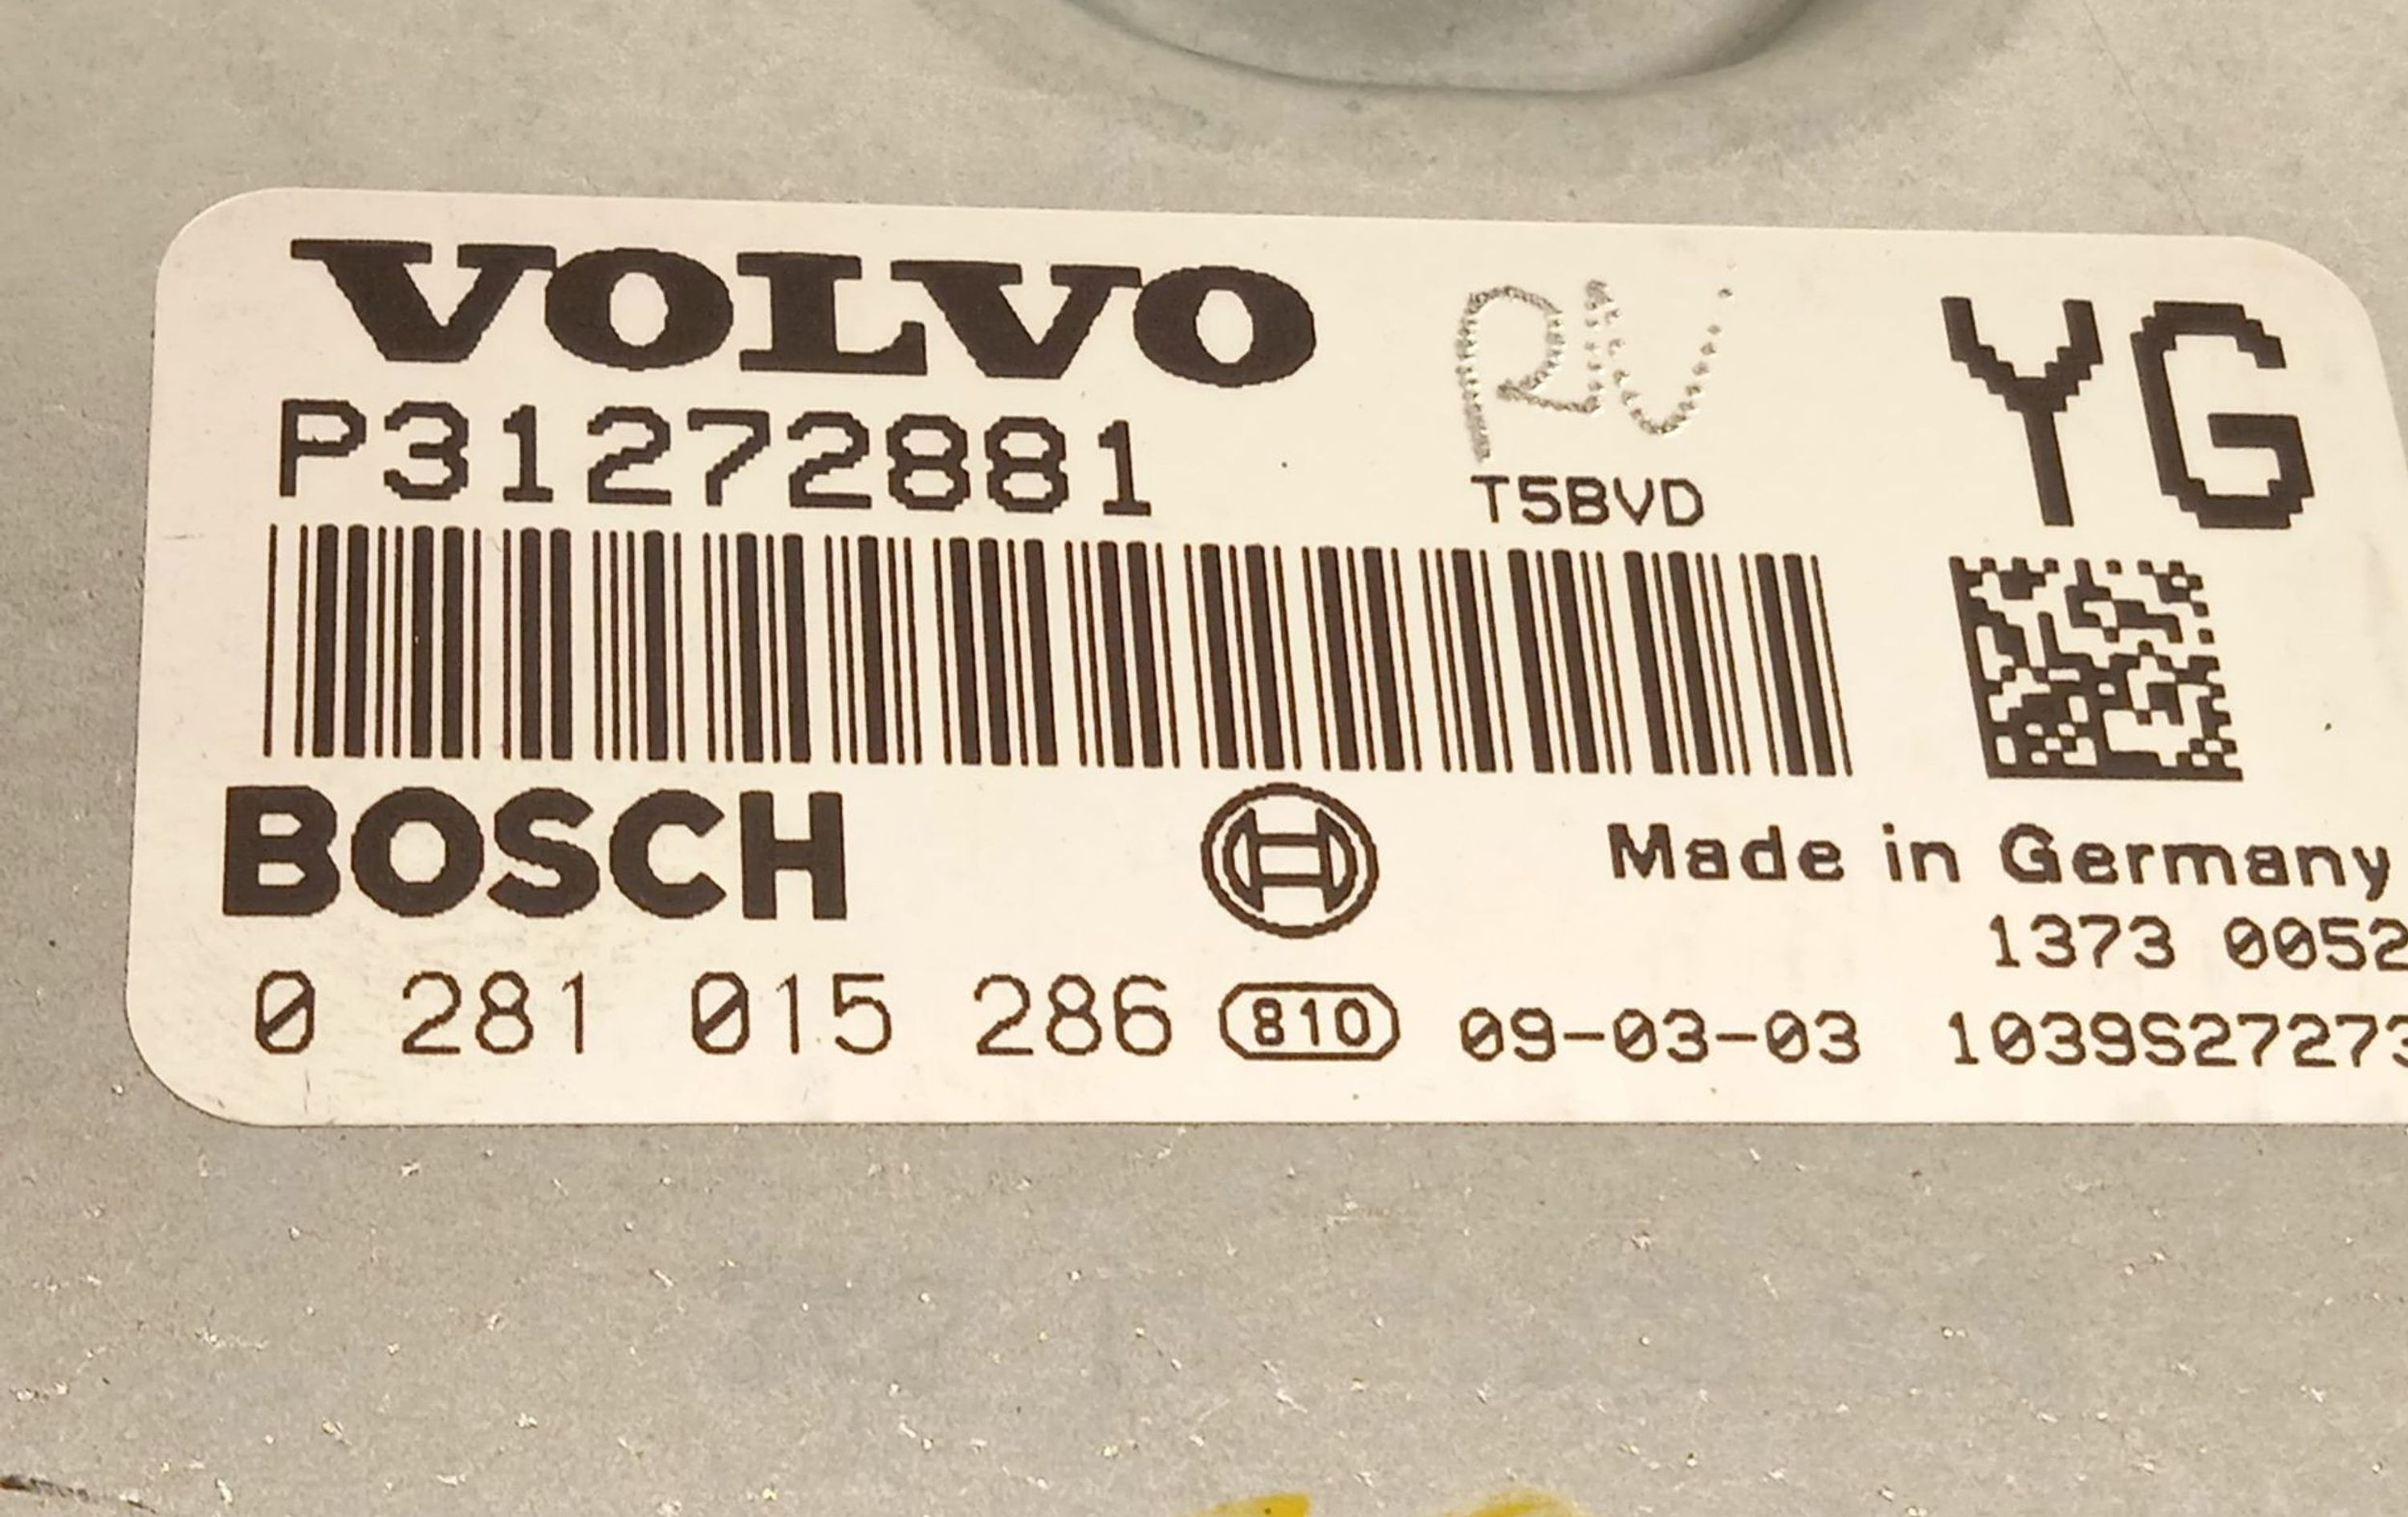 VOLVO
P31272881
RN
T5BVD
YG
BOSCH
Made in Germany
1373 0052
0 281 015 286 810 09-03-03 1039S27273